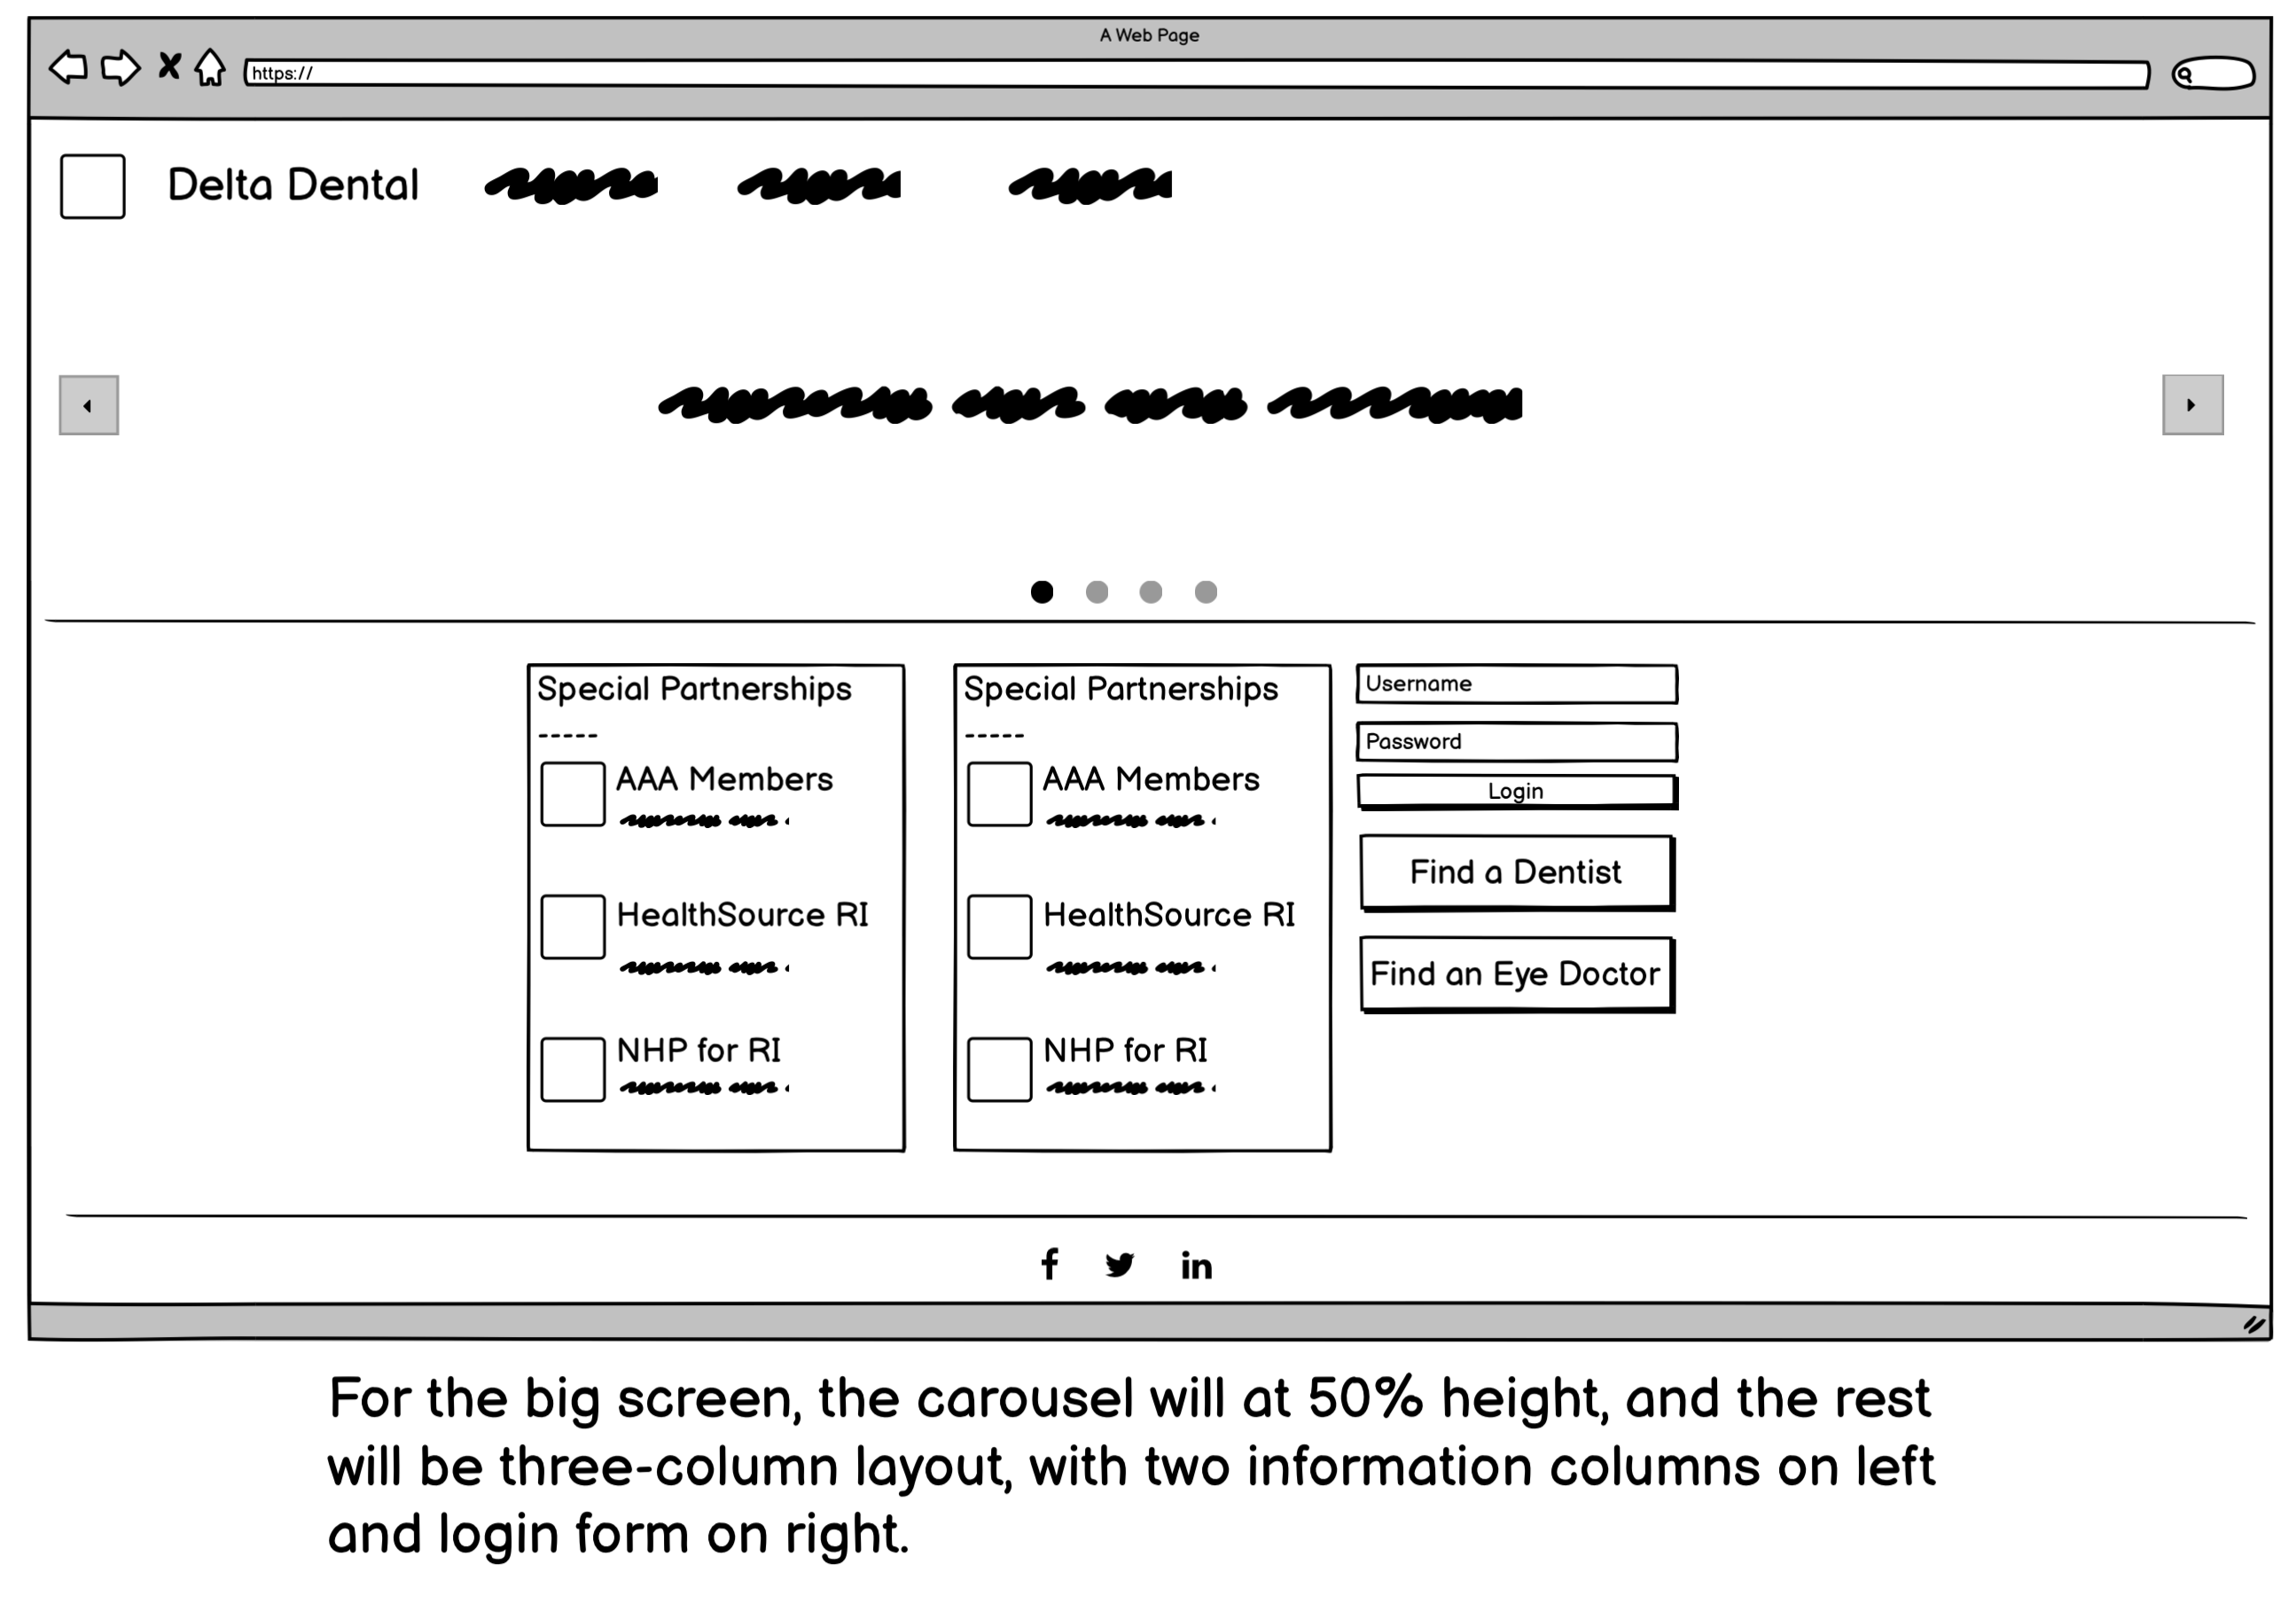 A Web Page
https://
Delta Dental
Special Partnerships
-----
AAA Members
HealthSource RI
NHP for RI
Special Partnerships
-----
AAA Members
HealthSource RI
NHP for RI
Username
Password
Login
Find a Dentist
Find an Eye Doctor
For the big screen, the carousel will at 50% height, and the rest
will be three-column layout, with two information columns on left
and login form on right.